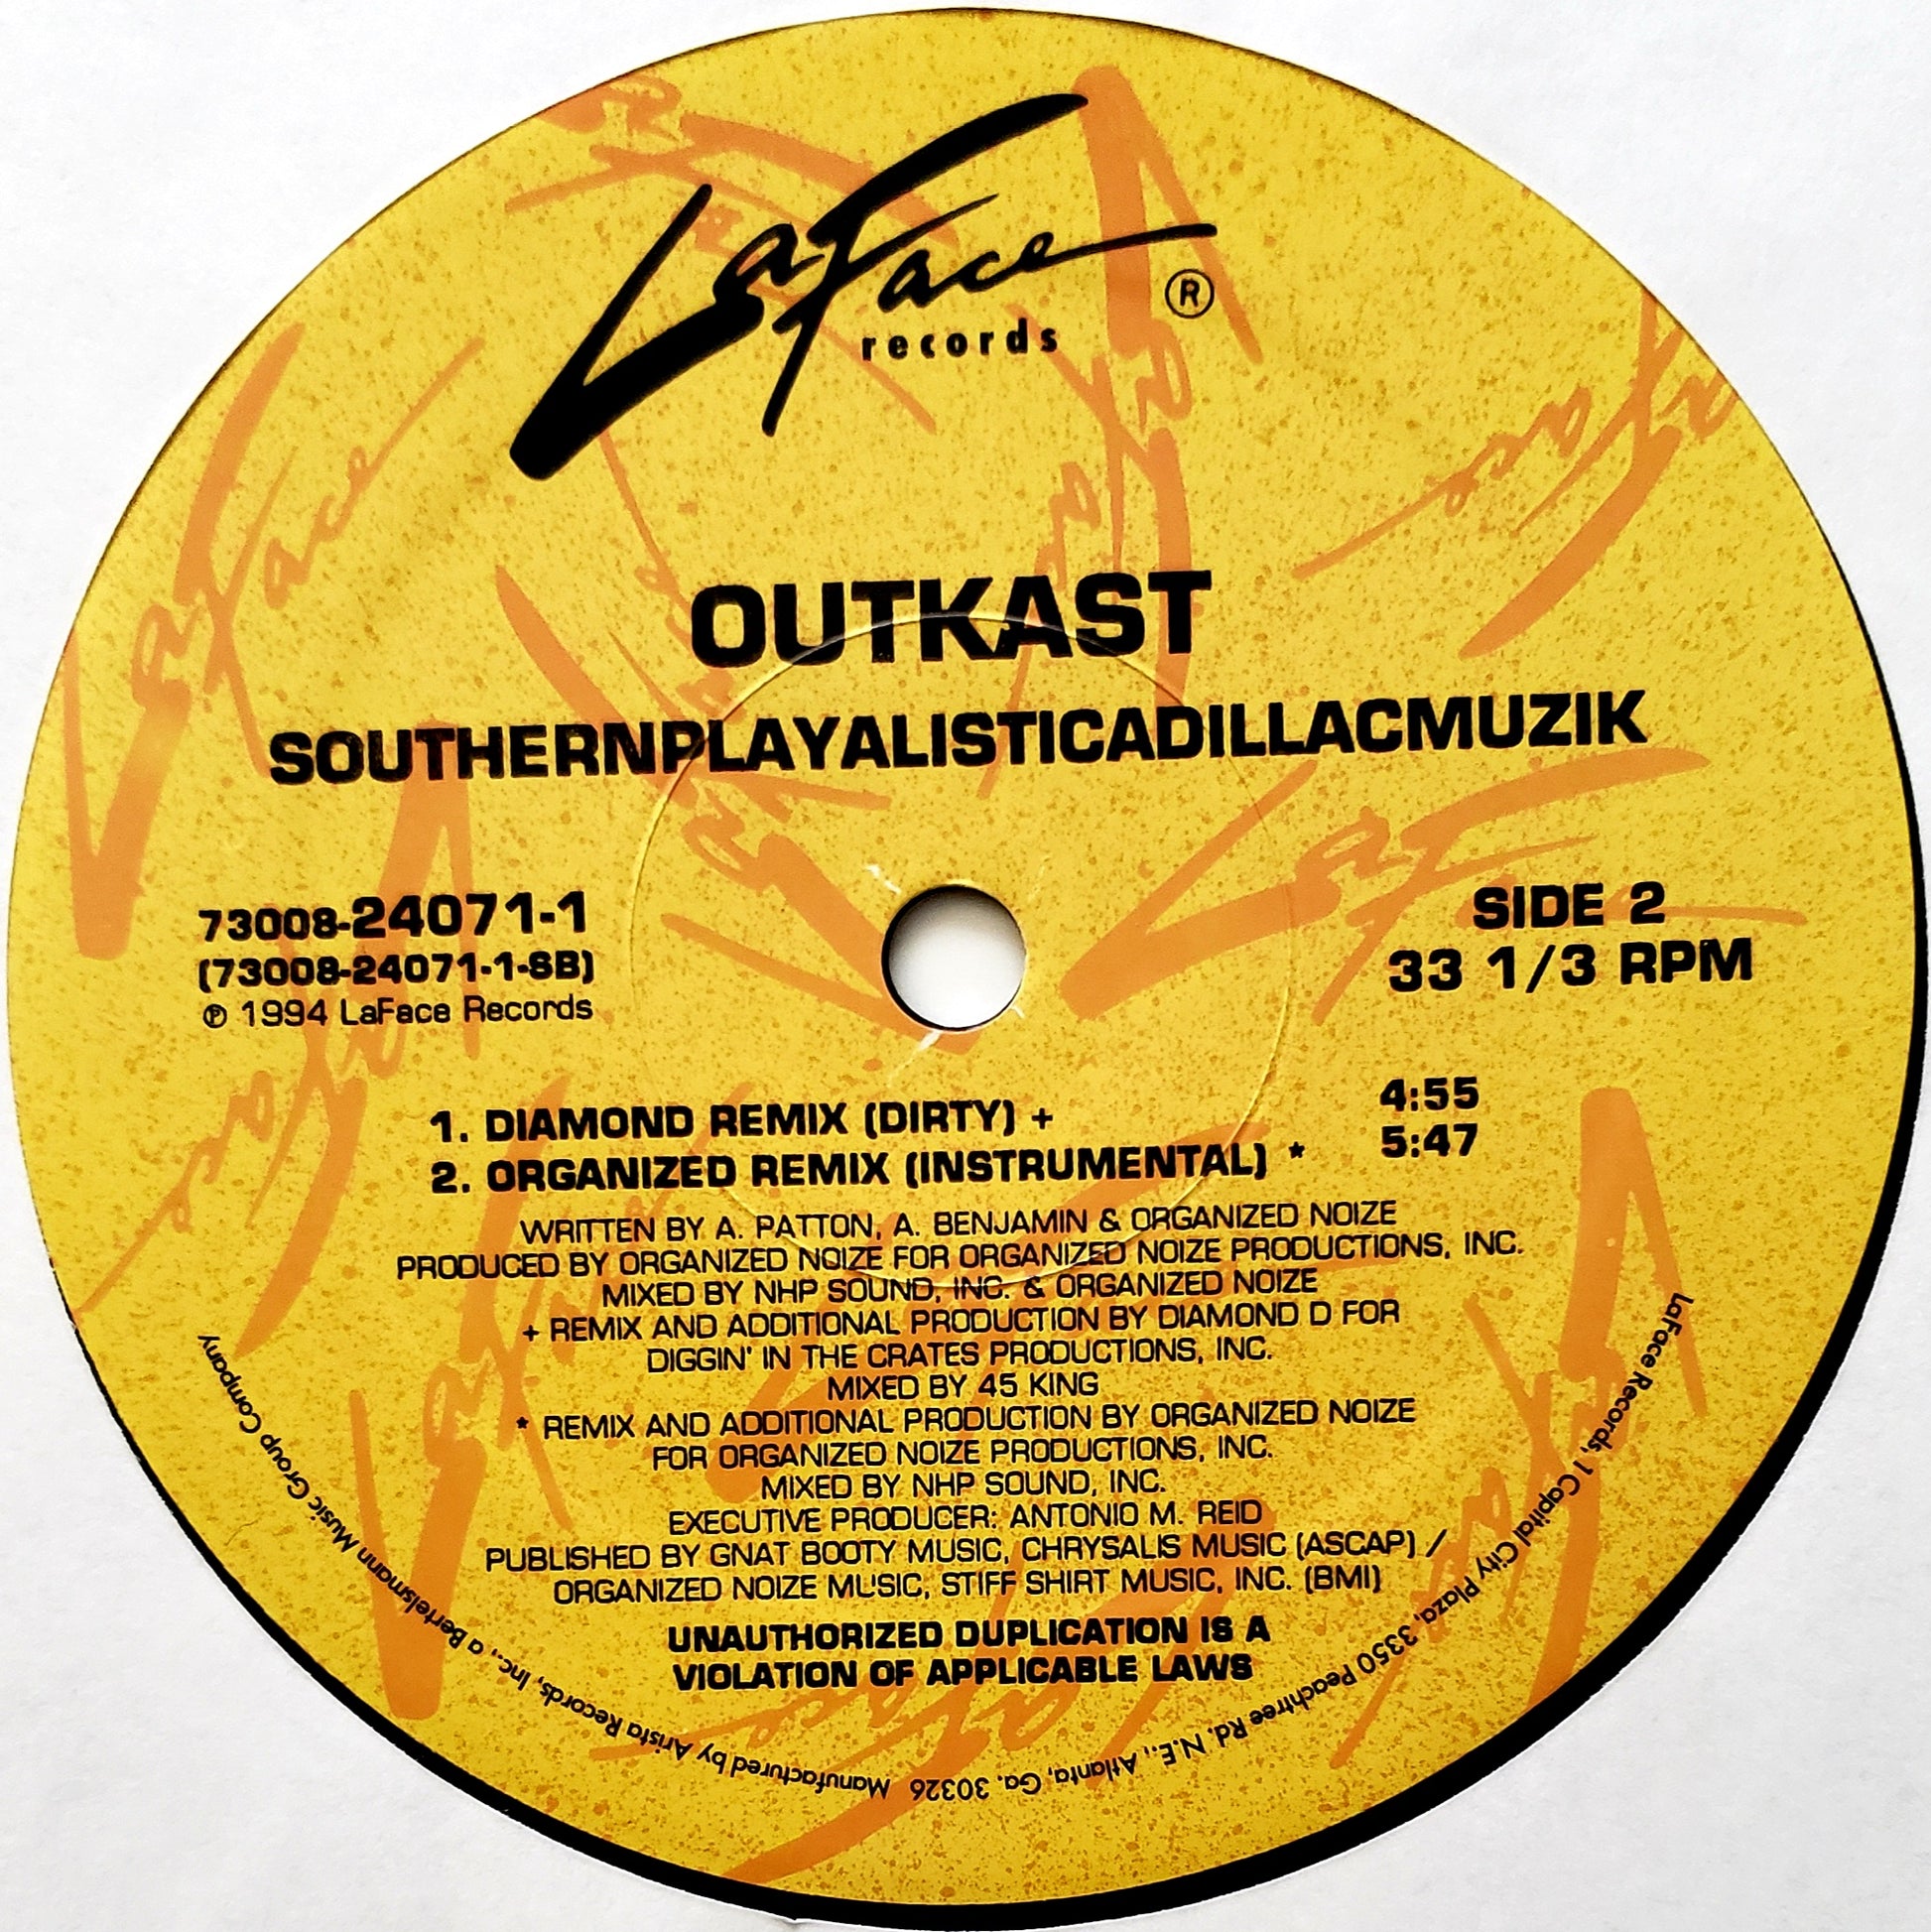 LaFace
records
®
OUTKAST
SOUTHERNPLAYALISTICADILLACMUZIK
73008-24071-1
(73008-24071-1-SB)
℗ 1994 LaFace Records
SIDE 2
33 1/3 RPM
1. DIAMOND REMIX (DIRTY) + 4:55
2. ORGANIZED REMIX (INSTRUMENTAL) * 5:47
WRITTEN BY A. PATTON, A. BENJAMIN & ORGANIZED NOIZE
PRODUCED BY ORGANIZED NOIZE FOR ORGANIZED NOIZE PRODUCTIONS, INC.
MIXED BY NHP SOUND, INC. & ORGANIZED NOIZE
+ REMIX AND ADDITIONAL PRODUCTION BY DIAMOND D FOR
DIGGIN' IN THE CRATES PRODUCTIONS, INC.
MIXED BY 45 KING
* REMIX AND ADDITIONAL PRODUCTION BY ORGANIZED NOIZE
FOR ORGANIZED NOIZE PRODUCTIONS, INC.
MIXED BY NHP SOUND, INC.
EXECUTIVE PRODUCER: ANTONIO M. REID
PUBLISHED BY GNAT BOOTY MUSIC, CHRYSALIS MUSIC (ASCAP) /
ORGANIZED NOIZE MUSIC, STIFF SHIRT MUSIC, INC. (BMI)
UNAUTHORIZED DUPLICATION IS A
VIOLATION OF APPLICABLE LAWS
LaFace Records, 1 Capital City Plaza, 3350 Peachtree Rd. N.E., Atlanta, Ga. 30326 Manufactured by Arista Records, Inc., a Bertelsmann Music Group Company